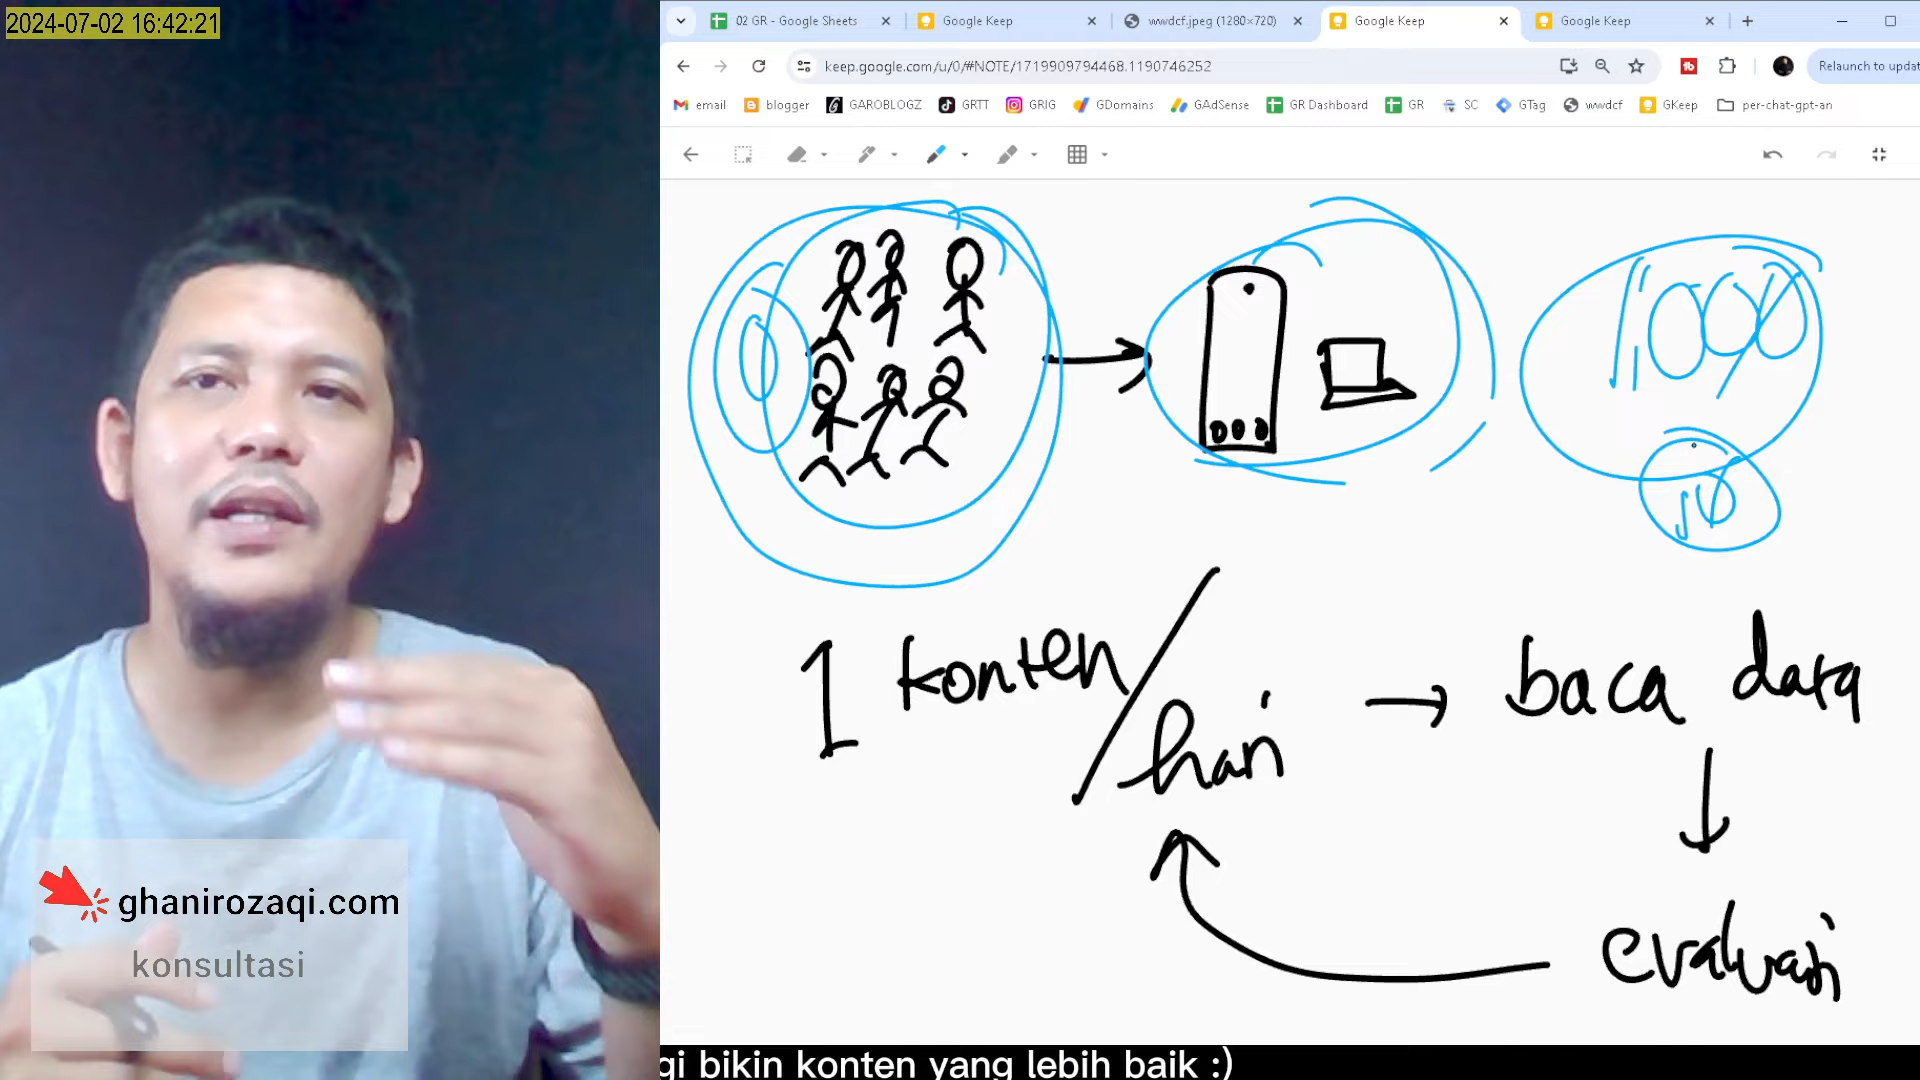 2024-07-02 16:42:21
02 GR - Google Sheets
Google Keep
wwdcf.jpeg (1280×720)
Google Keep
Google Keep
keep.google.com/u/0/#NOTE/1719909794468.1190746252
Relaunch to updat
email
blogger
GAROBLOGZ
GRTT
GRIG
GDomains
GAdSense
GR Dashboard
GR
SC
GTag
wwdcf
GKeep
per-chat-gpt-an
1,000
10
1 konten/hari → baca data
evaluasi
ghanirozaqi.com
konsultasi
gi bikin konten yang lebih baik :)